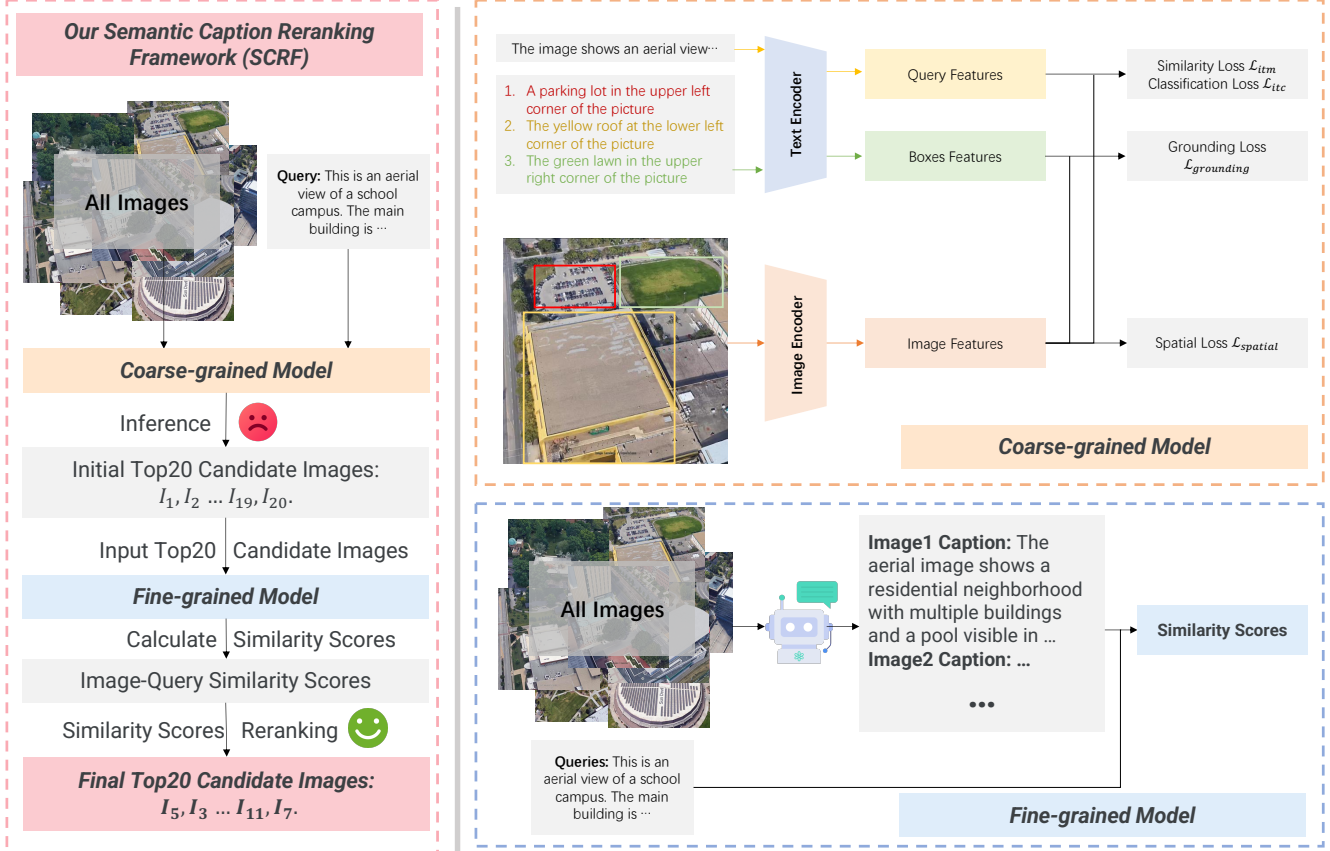 Our Semantic Caption Reranking
Framework (SCRF)
All Images
Query: This is an
aerial view of a school
campus. The main
building is ···
Coarse-grained Model
Inference
Initial Top20 Candidate Images:
I₁, I₂ … I₁₉, I₂₀.
Input Top20 Candidate Images
Fine-grained Model
Calculate Similarity Scores
Image-Query Similarity Scores
Similarity Scores Reranking
Final Top20 Candidate Images:
I₅, I₃ … I₁₁, I₇.
The image shows an aerial view···
1. A parking lot in the upper left
corner of the picture
2. The yellow roof at the lower left
corner of the picture
3. The green lawn in the upper
right corner of the picture
Text Encoder
Query Features
Boxes Features
Similarity Loss ℒ_itm
Classification Loss ℒ_itc
Grounding Loss
ℒ_grounding
Image Encoder
Image Features
Spatial Loss ℒ_spatial
Coarse-grained Model
All Images
Image1 Caption: The
aerial image shows a
residential neighborhood
with multiple buildings
and a pool visible in …
Image2 Caption: …
•••
Similarity Scores
Queries: This is an
aerial view of a school
campus. The main
building is ···
Fine-grained Model